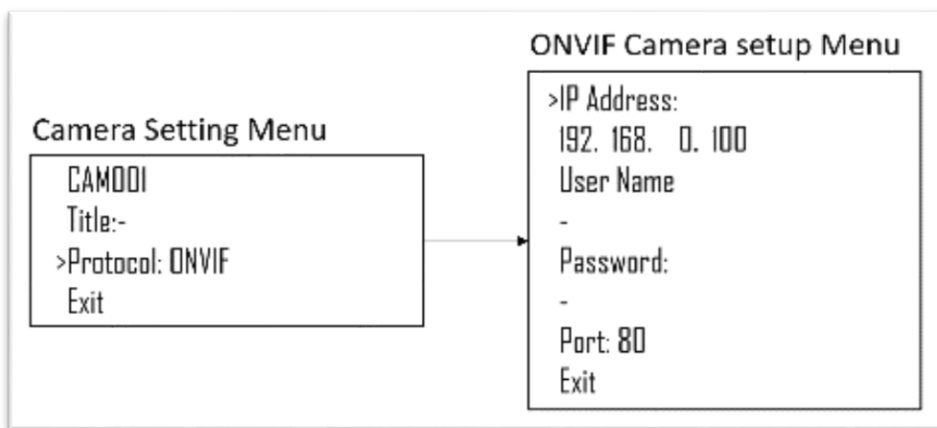 Camera Setting Menu
CAM001
Title:-
>Protocol: ONVIF
Exit
ONVIF Camera setup Menu
>IP Address:
192. 168. 0. 100
User Name
-
Password:
-
Port: 80
Exit